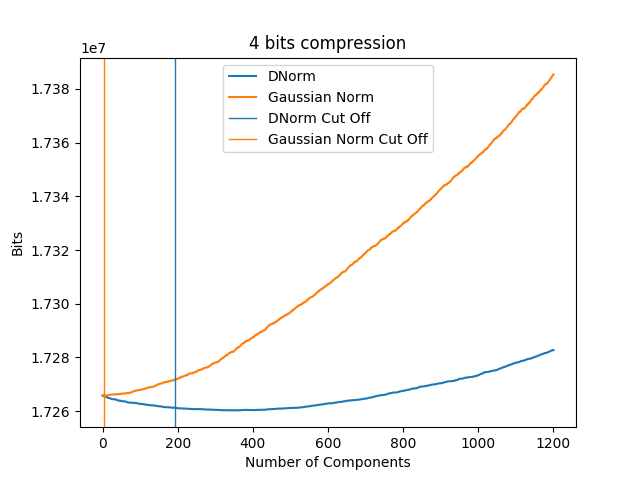 4 bits compression
1e7
1.738
1.736
1.734
1.732
1.730
1.728
1.726
Bits
DNorm
Gaussian Norm
DNorm Cut Off
Gaussian Norm Cut Off
0 200 400 600 800 1000 1200
Number of Components